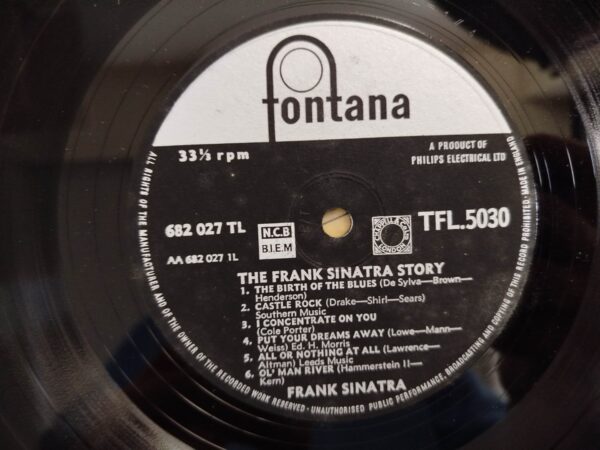 fontana
33⅓ rpm
A PRODUCT OF
PHILIPS ELECTRICAL LTD
682 027 TL
N.C.B
B.I.E.M
CHAPPELL & CO LTD
LONDON
TFL.5030
AA 682 027 1L
THE FRANK SINATRA STORY
1. THE BIRTH OF THE BLUES (De Sylva—Brown—
Henderson)
2. CASTLE ROCK (Drake—Shirl—Sears)
Southern Music
3. I CONCENTRATE ON YOU
(Cole Porter)
4. PUT YOUR DREAMS AWAY (Lowe—Mann—
Weiss) Ed. H. Morris
5. ALL OR NOTHING AT ALL (Lawrence—
Altman) Leeds Music
6. OL' MAN RIVER (Hammerstein II—
Kern)
FRANK SINATRA
ALL RIGHTS OF THE MANUFACTURER AND OF THE OWNER OF THE RECORDED WORK RESERVED · UNAUTHORISED PUBLIC PERFORMANCE, BROADCASTING AND COPYING OF THIS RECORD PROHIBITED · MADE IN ENGLAND